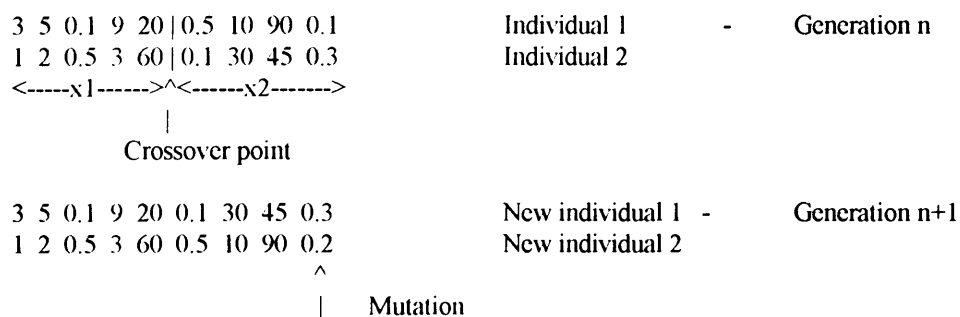 3 5 0.1 9 20|0.5 10 90 0.1 Individual 1 - Generation n
1 2 0.5 3 60|0.1 30 45 0.3 Individual 2
<-----x1------>^<------x2------->
|
Crossover point
3 5 0.1 9 20 0.1 30 45 0.3 New individual 1 - Generation n+1
1 2 0.5 3 60 0.5 10 90 0.2 New individual 2
^
| Mutation